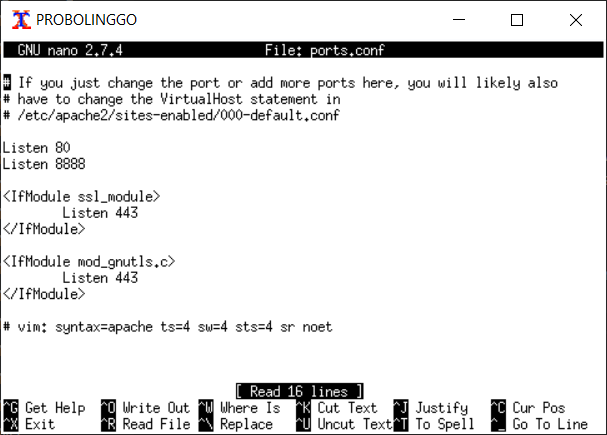 PROBOLINGGO
GNU nano 2.7.4 File: ports.conf
# If you just change the port or add more ports here, you will likely also
# have to change the VirtualHost statement in
# /etc/apache2/sites-enabled/000-default.conf
Listen 80
Listen 8888
<IfModule ssl_module>
Listen 443
</IfModule>
<IfModule mod_gnutls.c>
Listen 443
</IfModule>
# vim: syntax=apache ts=4 sw=4 sts=4 sr noet
[ Read 16 lines ]
^G Get Help ^O Write Out ^W Where Is ^K Cut Text ^J Justify ^C Cur Pos
^X Exit ^R Read File ^\ Replace ^U Uncut Text ^T To Spell ^_ Go To Line